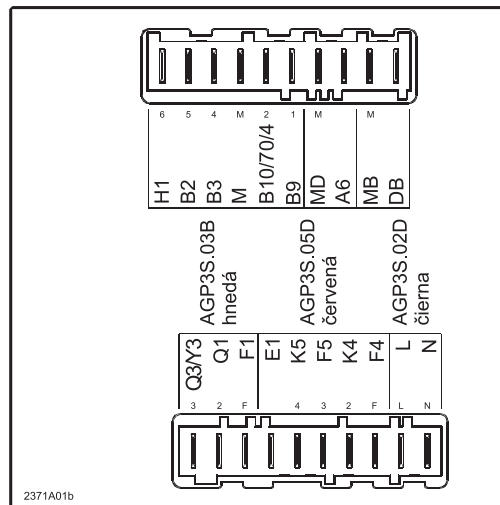 6 5 4 M 2 1 M M
H1 B2 B3 M B10/70/4 B9 MD A6 MB DB
AGP3S.03B
hnedá
AGP3S.05D
červená
AGP3S.02D
čierna
Q3/Y3 Q1 F1 E1 K5 F5 K4 F4 L N
3 2 F 4 3 2 F L N
2371A01b